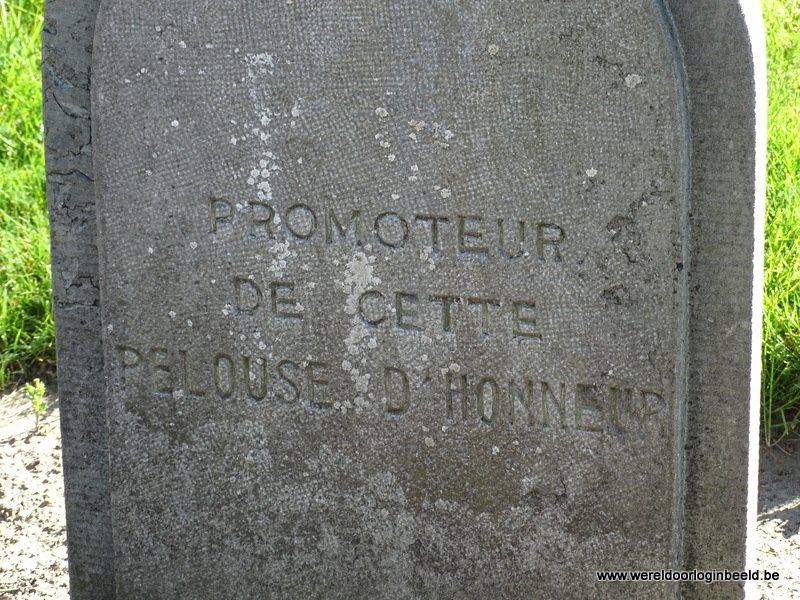 PROMOTEUR
DE CETTE
PELOUSE D'HONNEUR
www.wereldoorloginbeeld.be